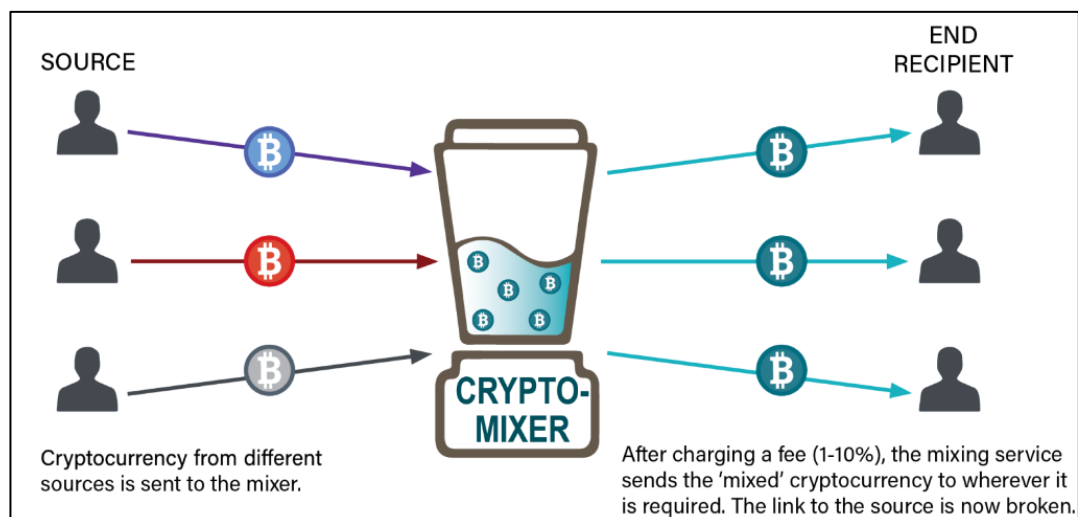 SOURCE
END
RECIPIENT
CRYPTO-
MIXER
Cryptocurrency from different
sources is sent to the mixer.
After charging a fee (1-10%), the mixing service
sends the ‘mixed’ cryptocurrency to wherever it
is required. The link to the source is now broken.